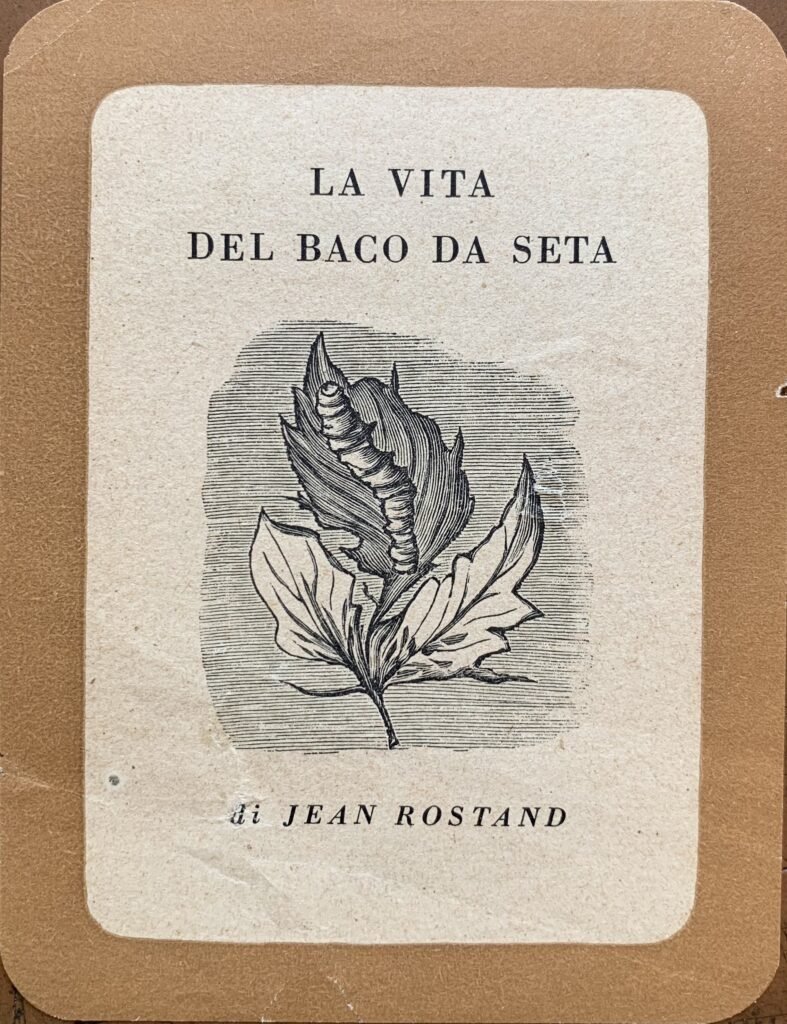 LA VITA
DEL BACO DA SETA
di JEAN ROSTAND